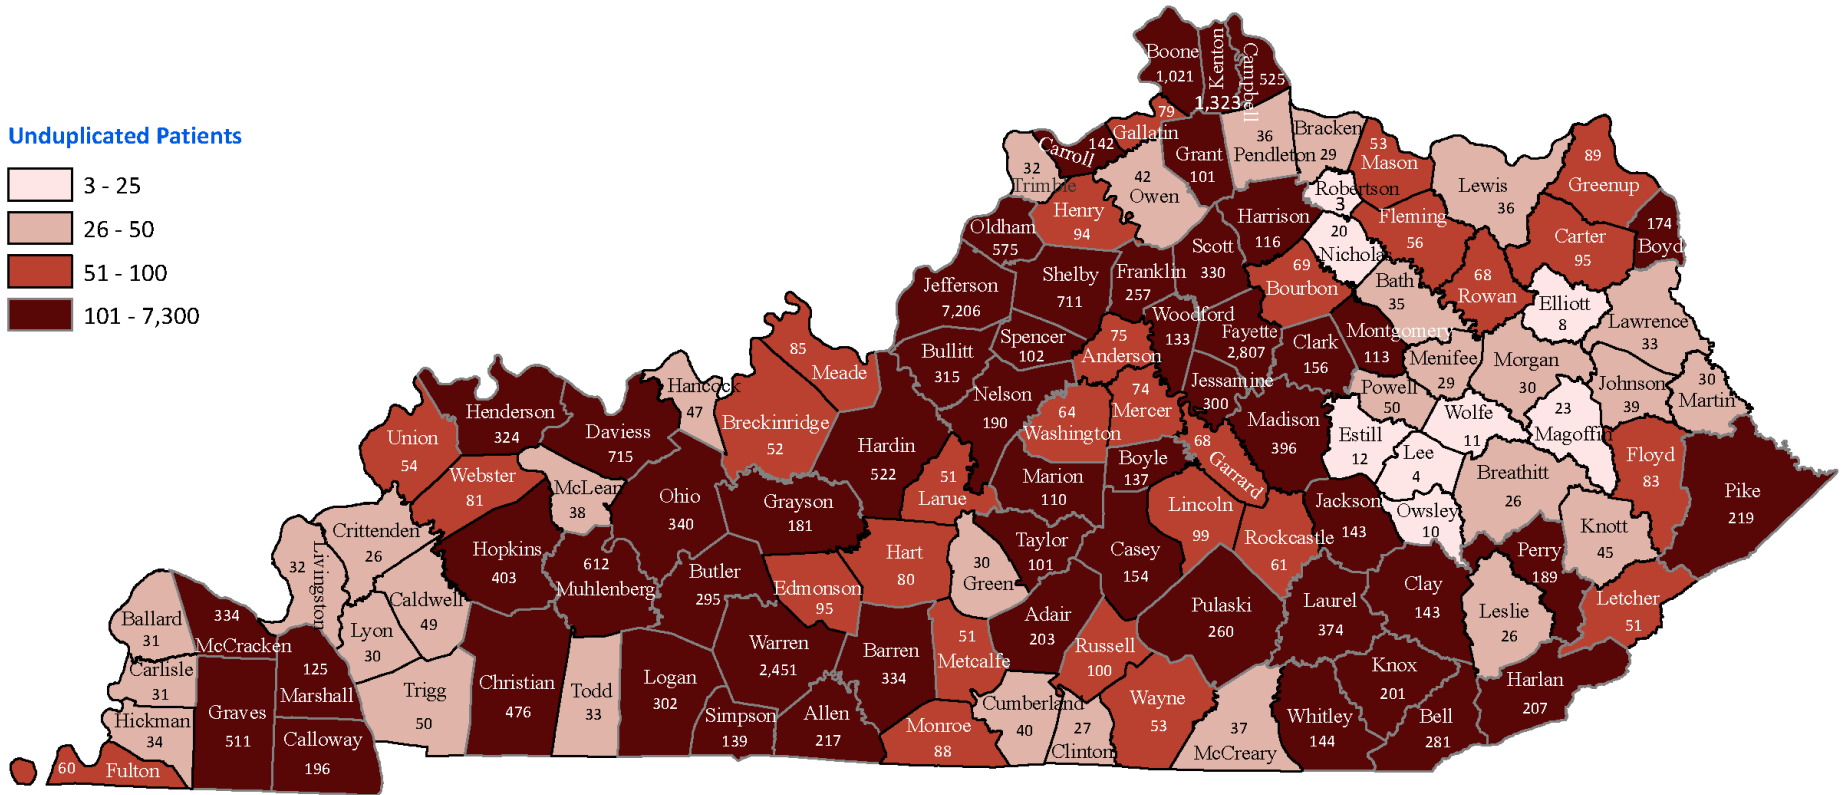 Unduplicated Patients
3 - 25
26 - 50
51 - 100
101 - 7,300
Boone
1,021
Kenton
1,323
Campbell
525
79
Gallatin
Carroll
142
32
Trimble
42
Owen
Grant
101
36
Pendleton
Bracken
29
53
Mason
Robertson
3
Lewis
36
89
Greenup
174
Boyd
Carter
95
Fleming
56
20
Nicholas
Harrison
116
Henry
94
Oldham
575
Scott
330
Franklin
257
Shelby
711
Jefferson
7,206
69
Bourbon
Bath
35
68
Rowan
Elliott
8
Lawrence
33
Woodford
133
Fayette
2,807
Clark
156
Montgomery
113
Menifee
29
Morgan
30
Johnson
39
30
Martin
Spencer
102
75
Anderson
Bullitt
315
Nelson
190
74
Mercer
Jessamine
300
Madison
396
Powell
50
Estill
12
Wolfe
11
23
Magoffin
Lee
4
Owsley
10
Breathitt
26
Floyd
83
Pike
219
Knott
45
Perry
189
Letcher
51
Leslie
26
Harlan
207
85
Meade
Hancock
47
Breckinridge
52
Hardin
522
51
Larue
64
Washington
Marion
110
Boyle
137
68
Garrard
Lincoln
99
Rockcastle
61
Jackson
143
Clay
143
Laurel
374
Knox
201
Bell
281
Whitley
144
37
McCreary
Pulaski
260
Wayne
53
Casey
154
Russell
100
27
Clinton
Taylor
101
Adair
203
Cumberland
40
30
Green
51
Metcalfe
Monroe
88
Hart
80
Barren
334
Allen
217
Grayson
181
Edmonson
95
Warren
2,451
Simpson
139
Ohio
340
Butler
295
Logan
302
Daviess
715
McLean
38
612
Muhlenberg
Todd
33
Henderson
324
Webster
81
Hopkins
403
Christian
476
Union
54
Crittenden
26
Caldwell
49
Lyon
30
Trigg
50
32
Livingston
125
Marshall
Calloway
196
334
McCracken
Graves
511
Ballard
31
Carlisle
31
Hickman
34
60
Fulton